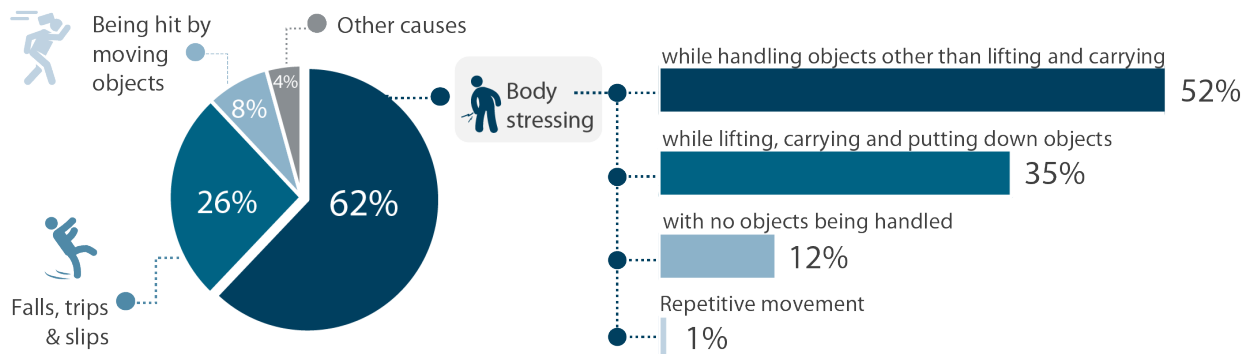 Being hit by
moving
objects
Other causes
4%
8%
26%
62%
Falls, trips
& slips
Body
stressing
while handling objects other than lifting and carrying
52%
while lifting, carrying and putting down objects
35%
with no objects being handled
12%
Repetitive movement
1%